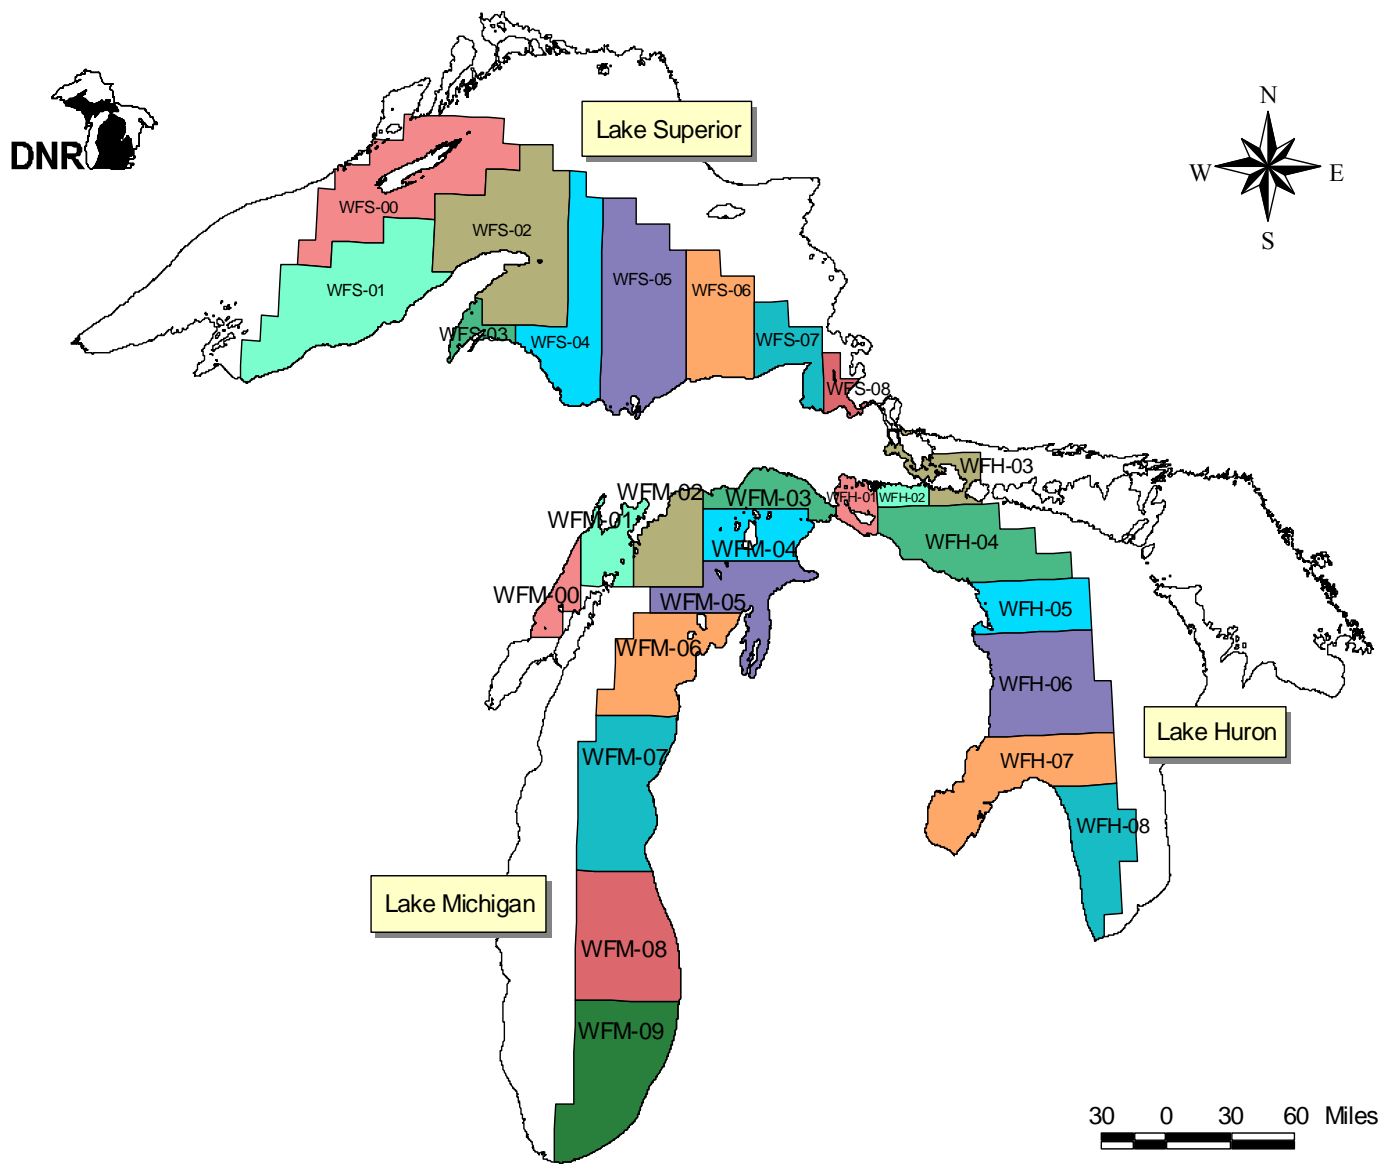 N
Lake Superior
DNR
W
E
WFS-00
WFS-02
S
WFS-05
WFS-01
WFS-06
WFS-03
WFS-04
WFS-07
WFS-08
WFH-03
WFM-02
WFM-03
WFH-01
WFH-02
WFM-01
WFH-04
WFM-04
WFM-00
WFM-05
WFH-05
WFM-06
WFH-06
Lake Huron
WFM-07
WFH-07
WFH-08
Lake Michigan
WFM-08
WFM-09
30 0 30 60 Miles